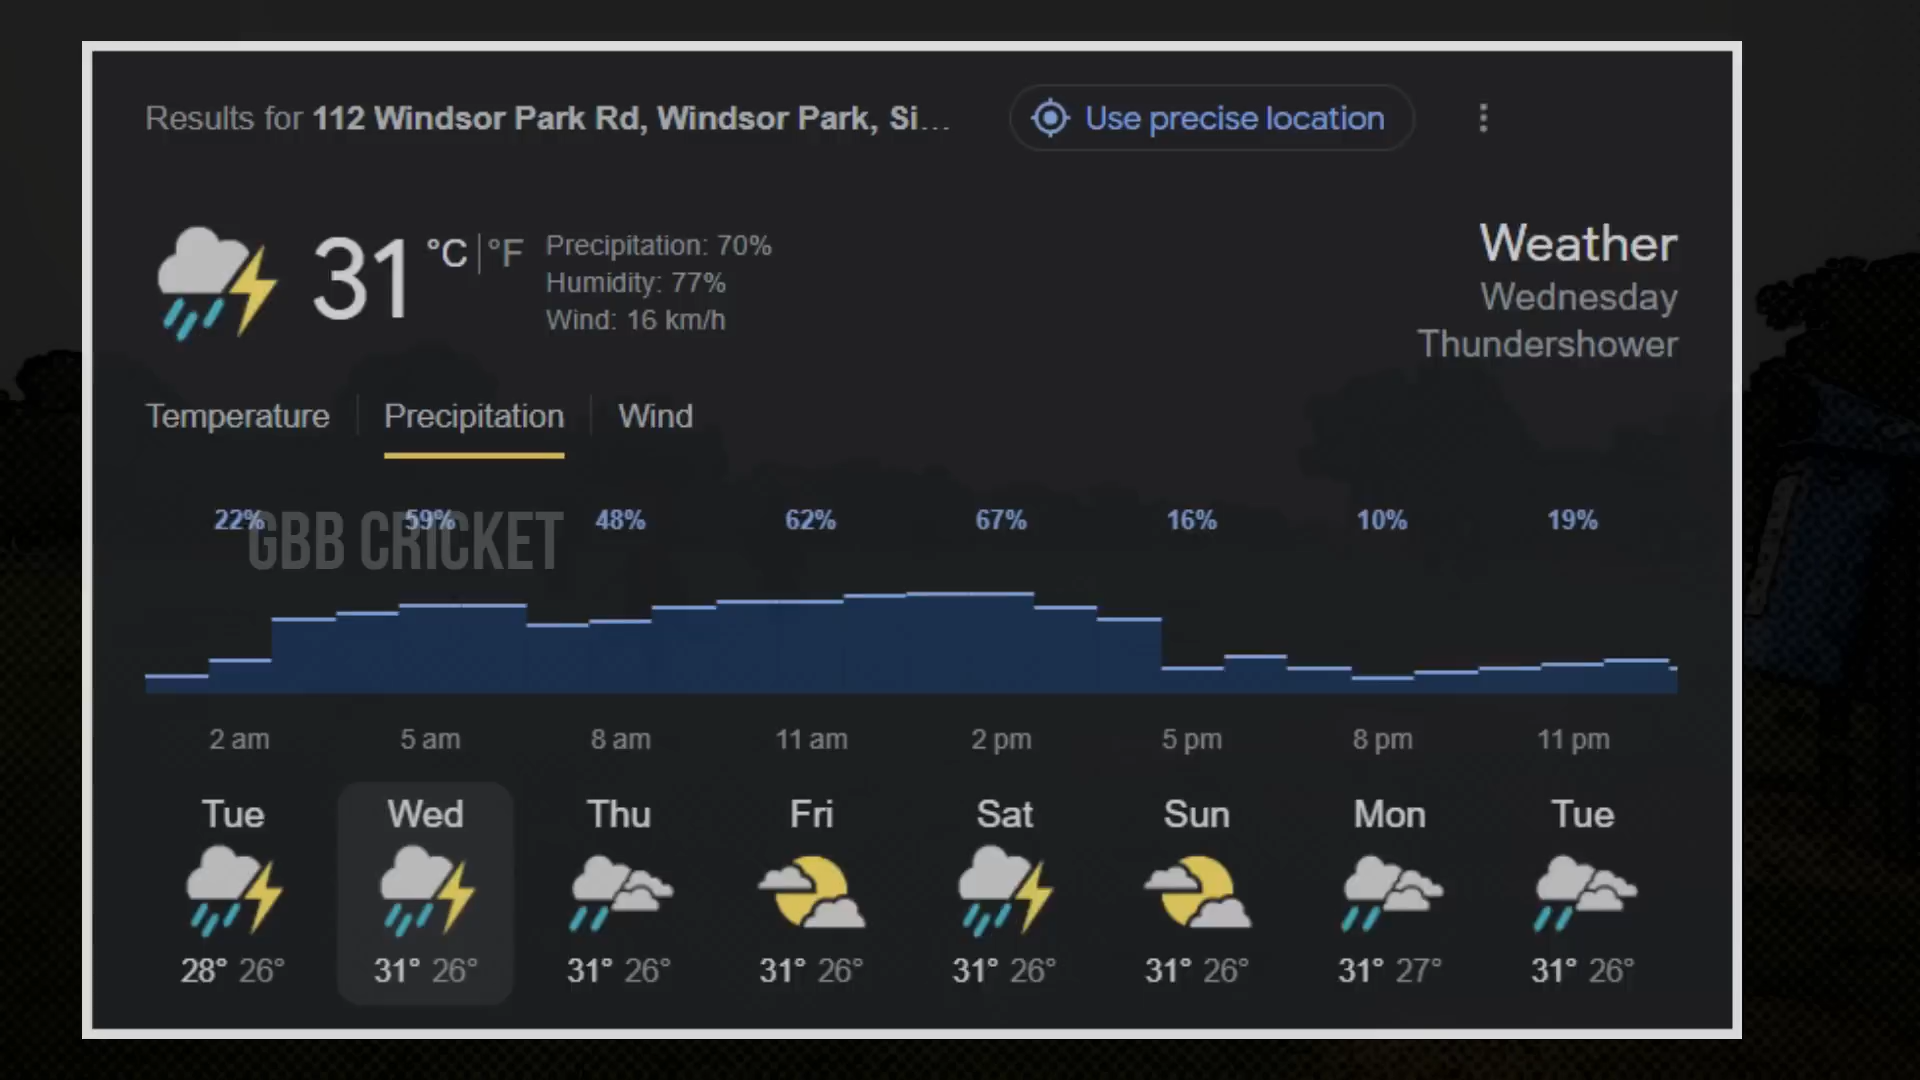 Results for 112 Windsor Park Rd, Windsor Park, Si...
Use precise location
31 °C | °F
Precipitation: 70%
Humidity: 77%
Wind: 16 km/h
Weather
Wednesday
Thundershower
Temperature
Precipitation
Wind
22% 59% 48% 62% 67% 16% 10% 19%
GBB CRICKET
2 am 5 am 8 am 11 am 2 pm 5 pm 8 pm 11 pm
Tue Wed Thu Fri Sat Sun Mon Tue
28° 26° 31° 26° 31° 26° 31° 26° 31° 26° 31° 26° 31° 27° 31° 26°